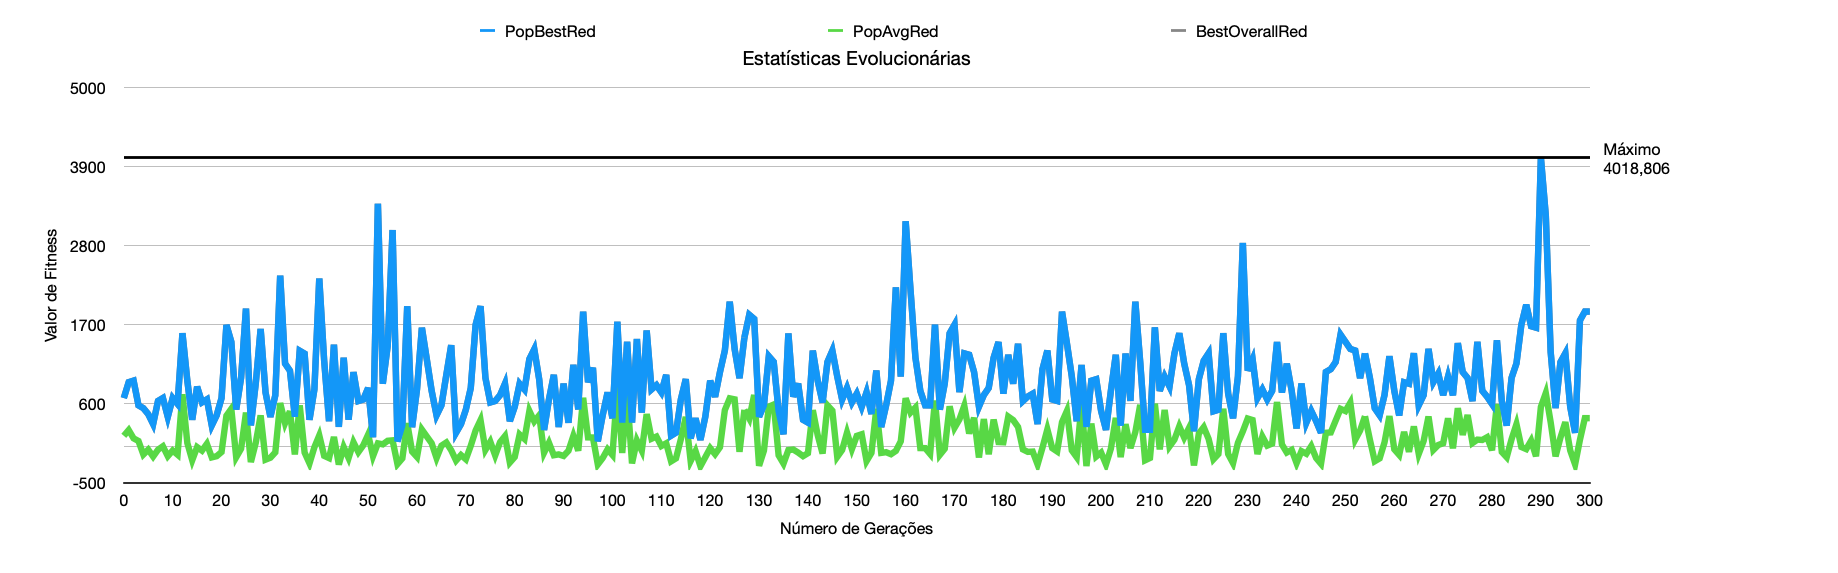 PopBestRed PopAvgRed BestOverallRed
Estatísticas Evolucionárias
5000
3900
2800
1700
600
-500
Valor de Fitness
Máximo
4018,806
0 10 20 30 40 50 60 70 80 90 100 110 120 130 140 150 160 170 180 190 200 210 220 230 240 250 260 270 280 290 300
Número de Gerações